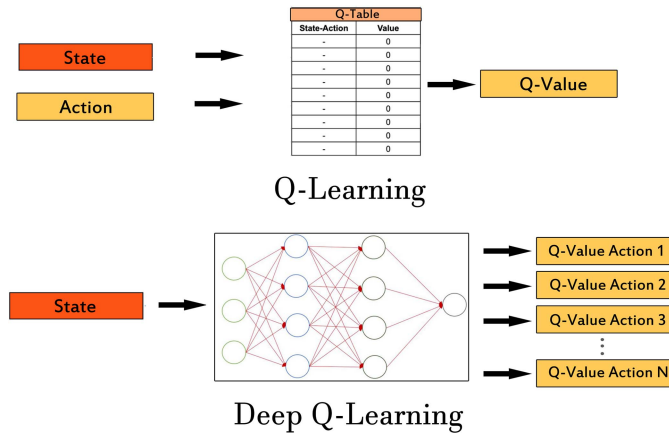 Q-Table
State-Action Value
- 0
- 0
- 0
- 0
- 0
- 0
- 0
- 0
- 0
State
Action
Q-Value
Q-Learning
State
Q-Value Action 1
Q-Value Action 2
Q-Value Action 3
Q-Value Action N
Deep Q-Learning